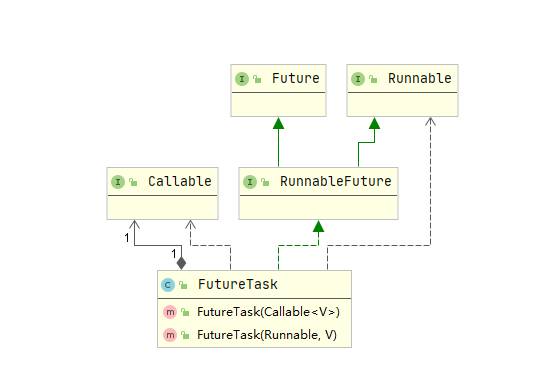 I Future
I Runnable
I Callable
I RunnableFuture
1
1
C FutureTask
m FutureTask(Callable<V>)
m FutureTask(Runnable, V)